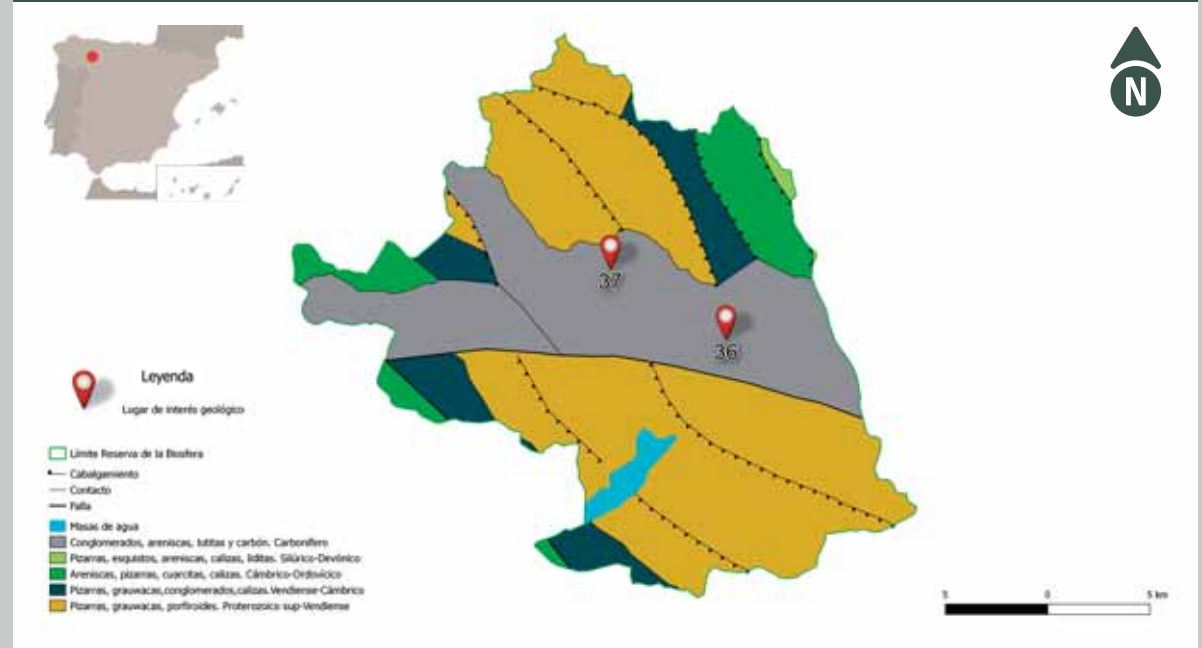 N
37
36
Leyenda
Lugar de interés geológico
Límite Reserva de la Biosfera
Cabalgamiento
Contacto
Falla
Masas de agua
Conglomerados, areniscas, lutitas y carbón. Carbonífero
Pizarras, esquistos, areniscas, calizas, liditas. Silúrico-Devónico
Areniscas, pizarras, cuarcitas, calizas. Cámbrico-Ordovícico
Pizarras, grauwacas,conglomerados,calizas.Vendiense-Cámbrico
Pizarras, grauwacas, porfiroides. Proterozoico sup-Vendiense
5 0 5 km